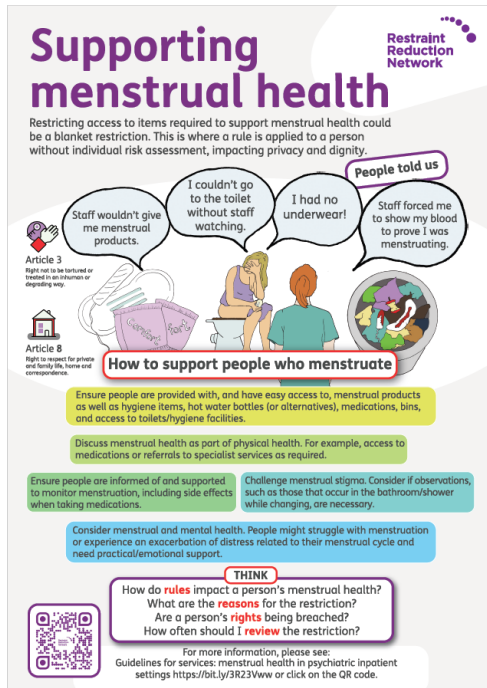 Supporting
menstrual health
Restraint
Reduction
Network
Restricting access to items required to support menstrual health could
be a blanket restriction. This is where a rule is applied to a person
without individual risk assessment, impacting privacy and dignity.
People told us
Staff wouldn't give
me menstrual
products.
I couldn't go
to the toilet
without staff
watching.
I had no
underwear!
Staff forced me
to show my blood
to prove I was
menstruating.
Article 3
Right not to be tortured or
treated in an inhuman or
degrading way.
Article 8
Right to respect for private
and family life, home and
correspondence.
Comfort
How to support people who menstruate
Ensure people are provided with, and have easy access to, menstrual products
as well as hygiene items, hot water bottles (or alternatives), medications, bins,
and access to toilets/hygiene facilities.
Discuss menstrual health as part of physical health. For example, access to
medications or referrals to specialist services as required.
Ensure people are informed of and supported
to monitor menstruation, including side effects
when taking medications.
Challenge menstrual stigma. Consider if observations,
such as those that occur in the bathroom/shower
while changing, are necessary.
Consider menstrual and mental health. People might struggle with menstruation
or experience an exacerbation of distress related to their menstrual cycle and
need practical/emotional support.
THINK
How do rules impact a person's menstrual health?
What are the reasons for the restriction?
Are a person's rights being breached?
How often should I review the restriction?
For more information, please see:
Guidelines for services: menstrual health in psychiatric inpatient
settings https://bit.ly/3R23Vww or click on the QR code.